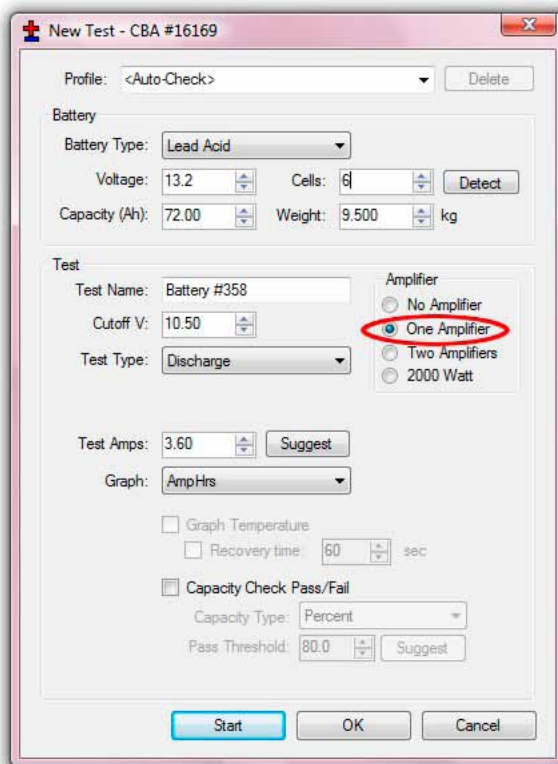 New Test - CBA #16169
Profile: <Auto-Check> Delete
Battery
Battery Type: Lead Acid
Voltage: 13.2 Cells: 6 Detect
Capacity (Ah): 72.00 Weight: 9.500 kg
Test
Test Name: Battery #358
Cutoff V: 10.50
Test Type: Discharge
Amplifier
No Amplifier
One Amplifier
Two Amplifiers
2000 Watt
Test Amps: 3.60 Suggest
Graph: AmpHrs
Graph Temperature
Recovery time: 60 sec
Capacity Check Pass/Fail
Capacity Type: Percent
Pass Threshold: 80.0 Suggest
Start OK Cancel